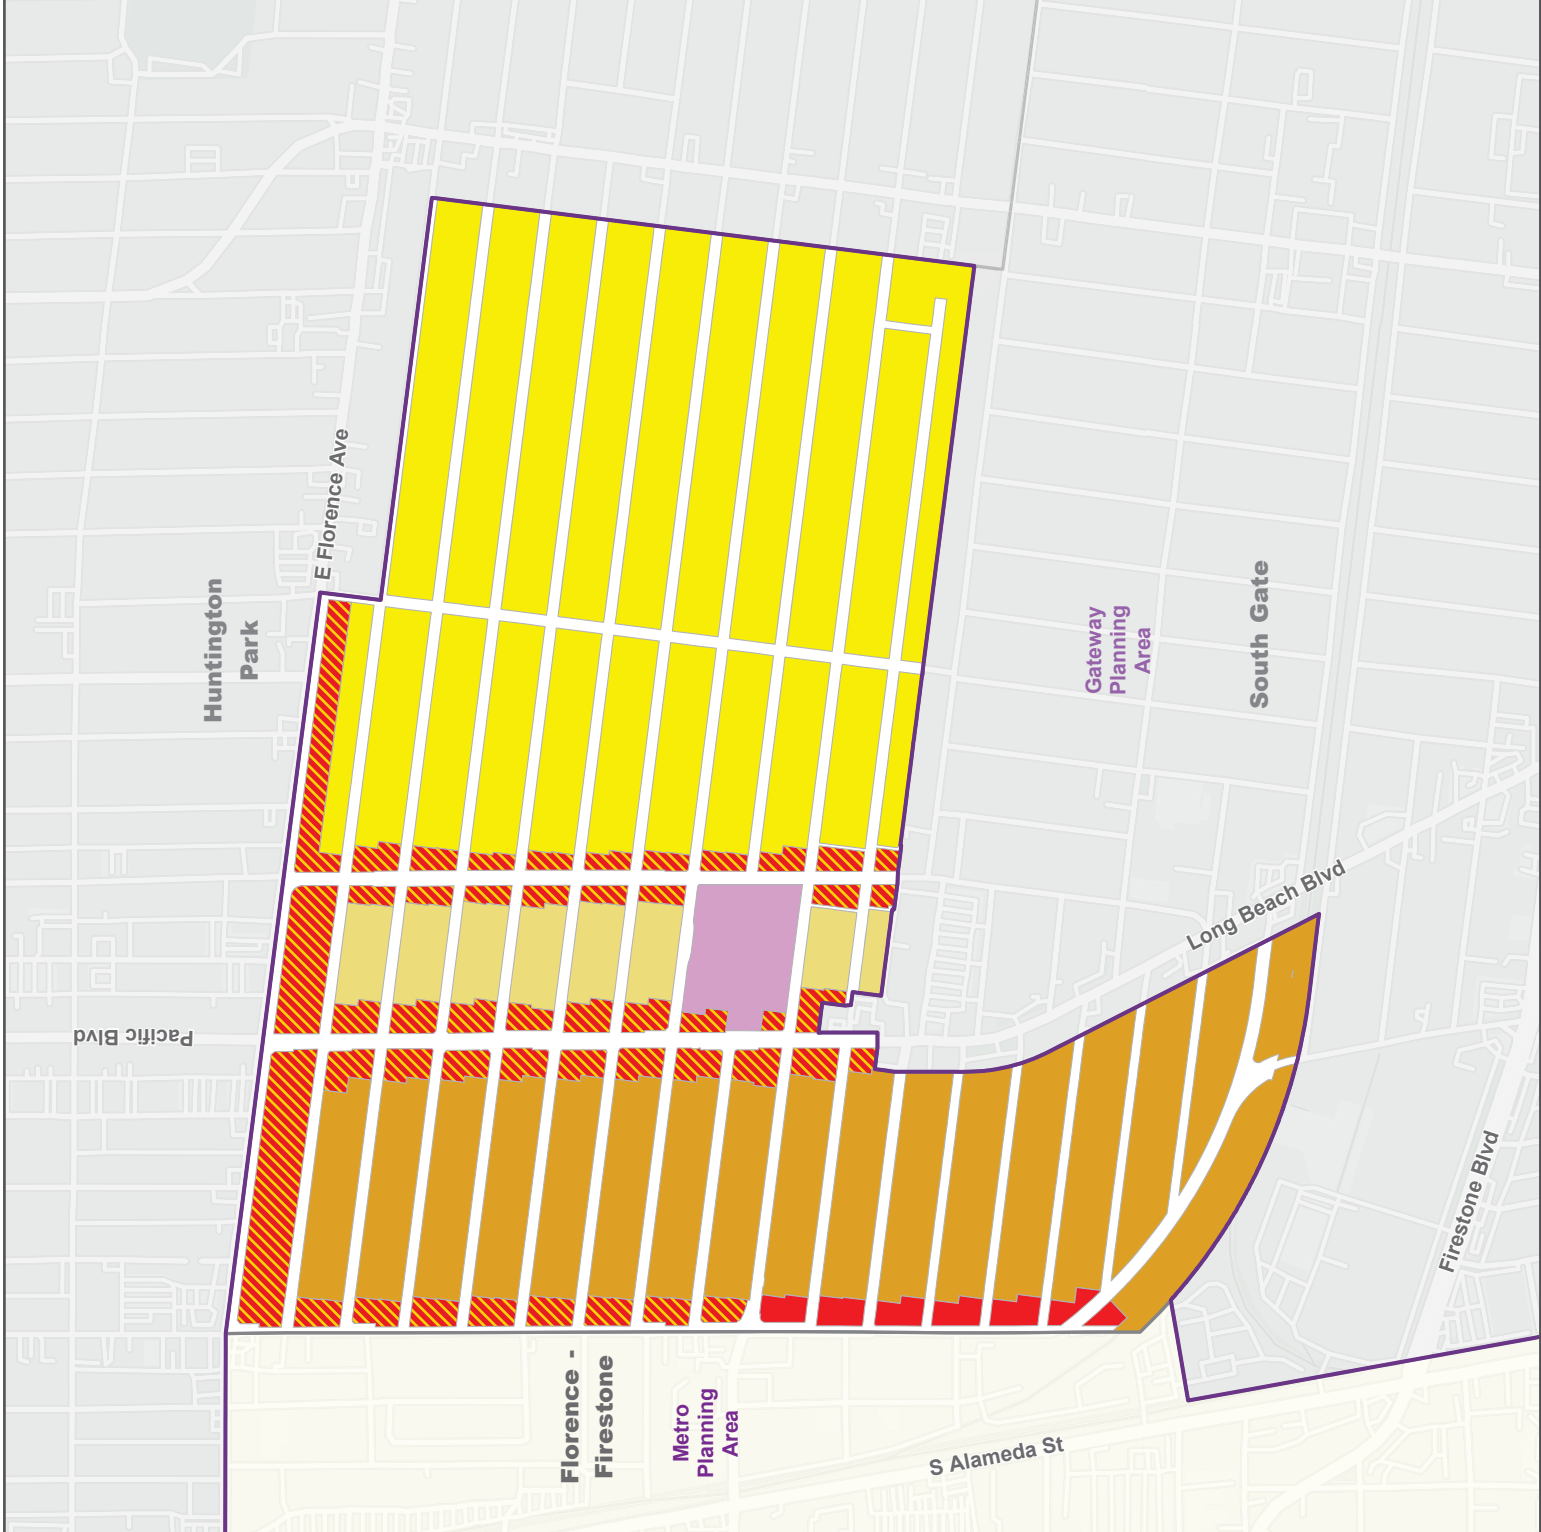 E Florence Ave
Huntington
Park
Gateway
Planning
Area
South Gate
Long Beach Blvd
Pacific Blvd
Firestone Blvd
Florence -
Firestone
Metro
Planning
Area
S Alameda St